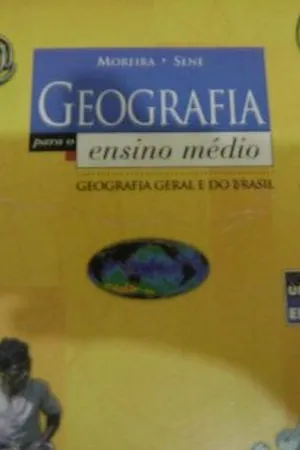 MOREIRA · SENE
GEOGRAFIA
para o
ensino médio
GEOGRAFIA GERAL E DO BRASIL